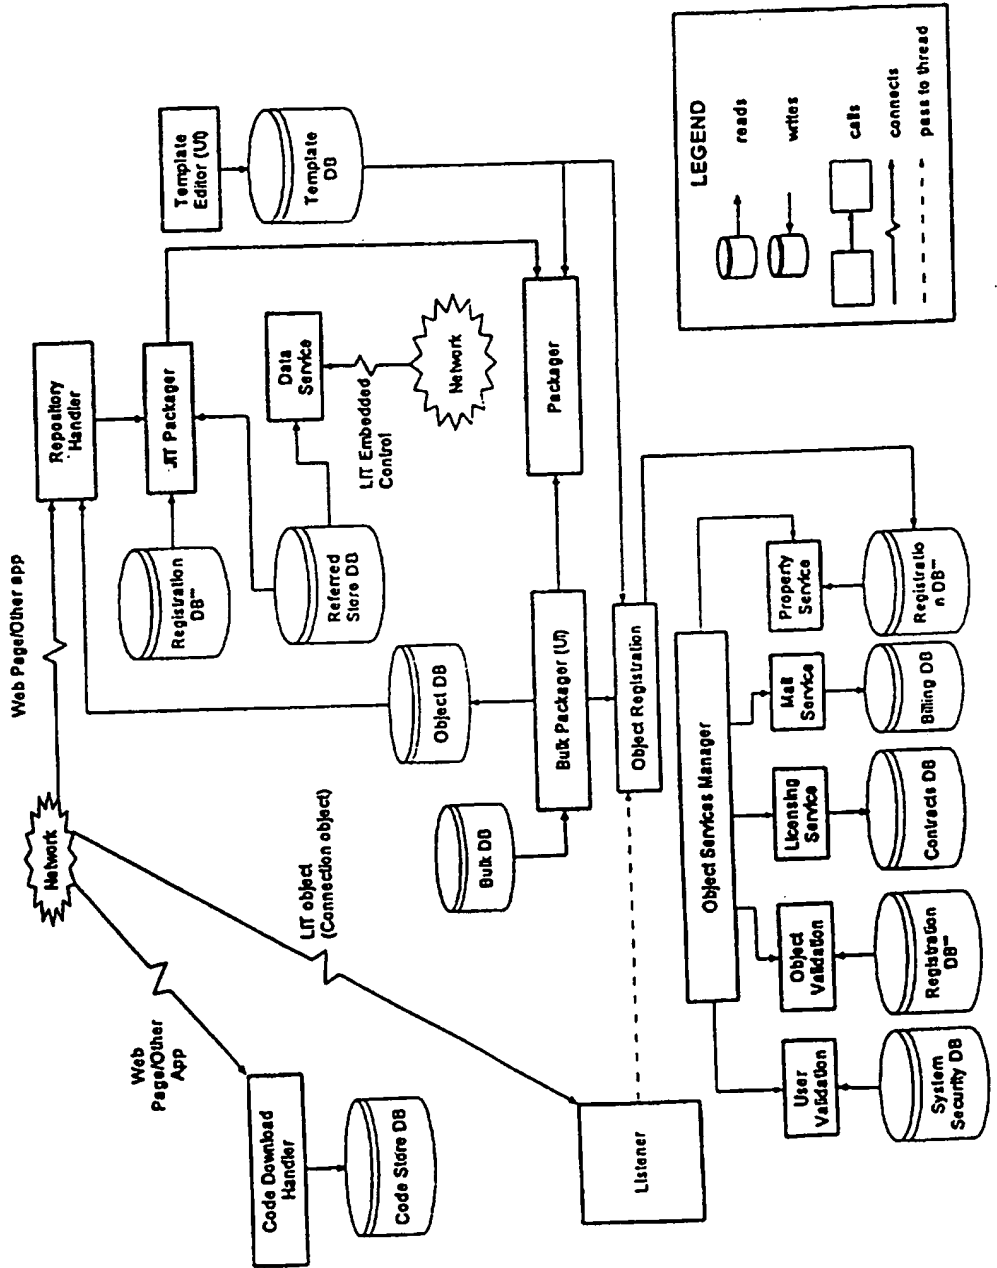 Network
Web Page/Other app
Web
Page/Other
App
LIT object
(Connection object)
Code Download
Handler
Code Store DB
Listener
Repository
Handler
JIT Packager
Registration
DB**
Referred
Store DB
Data
Service
LIT Embedded
Control
Network
Template
Editor (UI)
Template
DB
Object DB
Bulk DB
Bulk Packager (UI)
Packager
Object Registration
Object Services Manager
User
Validation
Object
Validation
Licensing
Service
Mail
Service
Property
Service
System
Security DB
Registration
DB**
Contracts DB
Billing DB
Registratio
n DB**
LEGEND
reads
writes
calls
connects
pass to thread